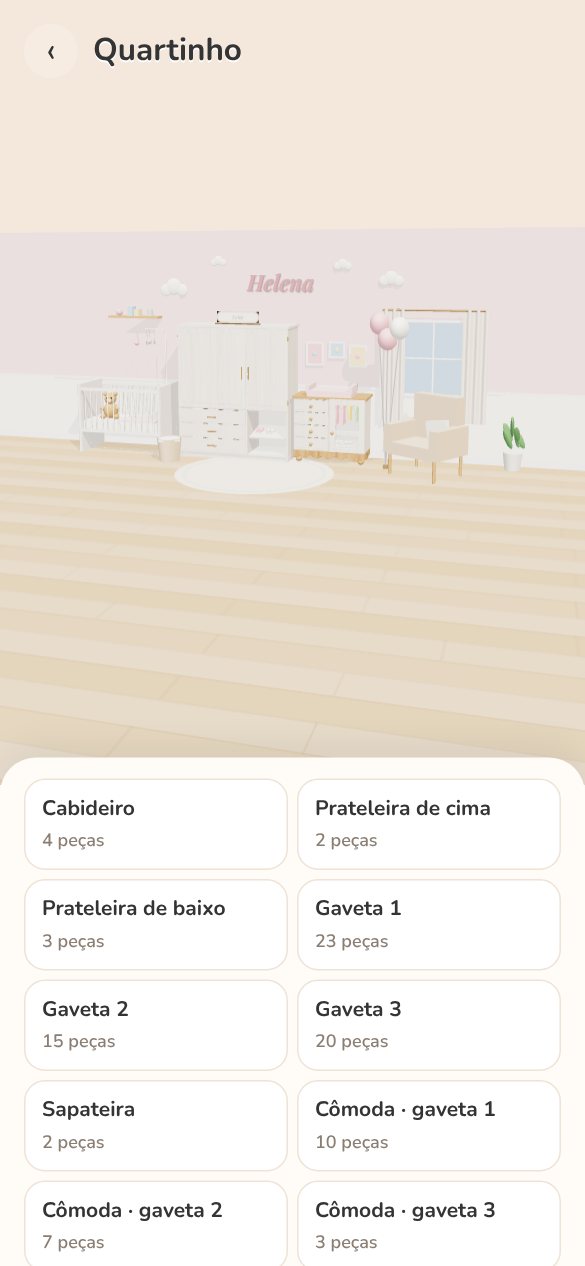 ‹ Quartinho
Helena
Cabideiro
4 peças
Prateleira de cima
2 peças
Prateleira de baixo
3 peças
Gaveta 1
23 peças
Gaveta 2
15 peças
Gaveta 3
20 peças
Sapateira
2 peças
Cômoda · gaveta 1
10 peças
Cômoda · gaveta 2
7 peças
Cômoda · gaveta 3
3 peças